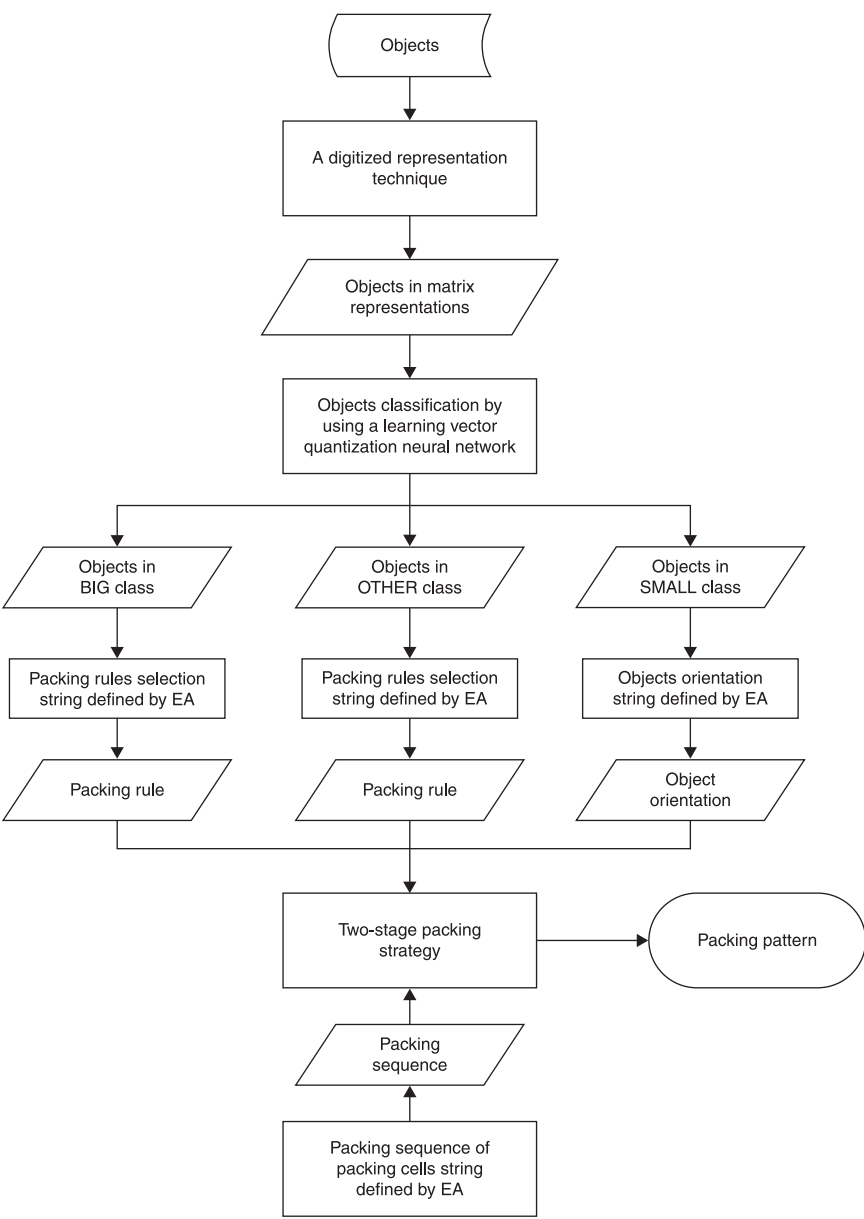 Objects
A digitized representation
technique
Objects in matrix
representations
Objects classification by
using a learning vector
quantization neural network
Objects in
BIG class
Objects in
OTHER class
Objects in
SMALL class
Packing rules selection
string defined by EA
Packing rules selection
string defined by EA
Objects orientation
string defined by EA
Packing rule
Packing rule
Object
orientation
Two-stage packing
strategy
Packing pattern
Packing
sequence
Packing sequence of
packing cells string
defined by EA